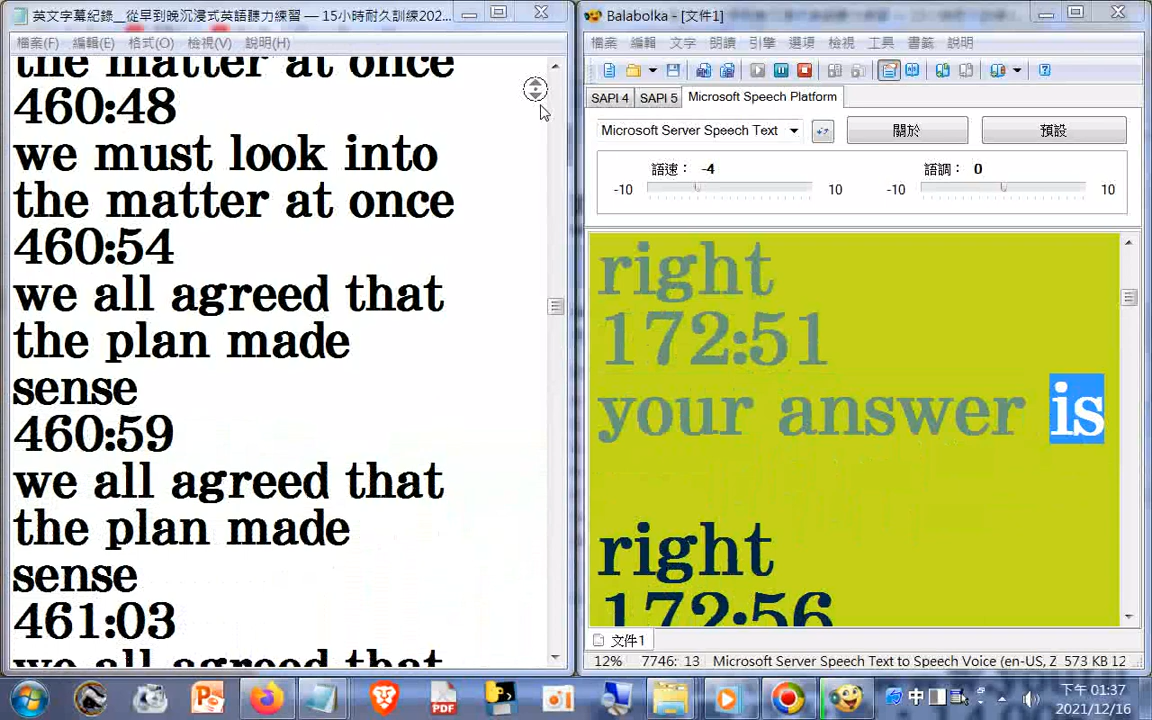 英文字幕紀錄__從早到晚沉浸式英語聽力練習 — 15小時耐久訓練202...
檔案(F) 編輯(E) 格式(O) 檢視(V) 說明(H)
the matter at once
460:48
we must look into
the matter at once
460:54
we all agreed that
the plan made
sense
460:59
we all agreed that
the plan made
sense
461:03
we all agreed that
Balabolka - [文件1]
檔案 編輯 文字 朗讀 引擎 選項 檢視 工具 書籤 說明
SAPI 4 SAPI 5 Microsoft Speech Platform
Microsoft Server Speech Text 關於 預設
語速: -4 語調: 0
-10 10 -10 10
right
172:51
your answer is
right
172:56
文件1
12% 7746: 13 Microsoft Server Speech Text to Speech Voice (en-US, Z 573 KB 12
PDF
中
下午 01:37
2021/12/16